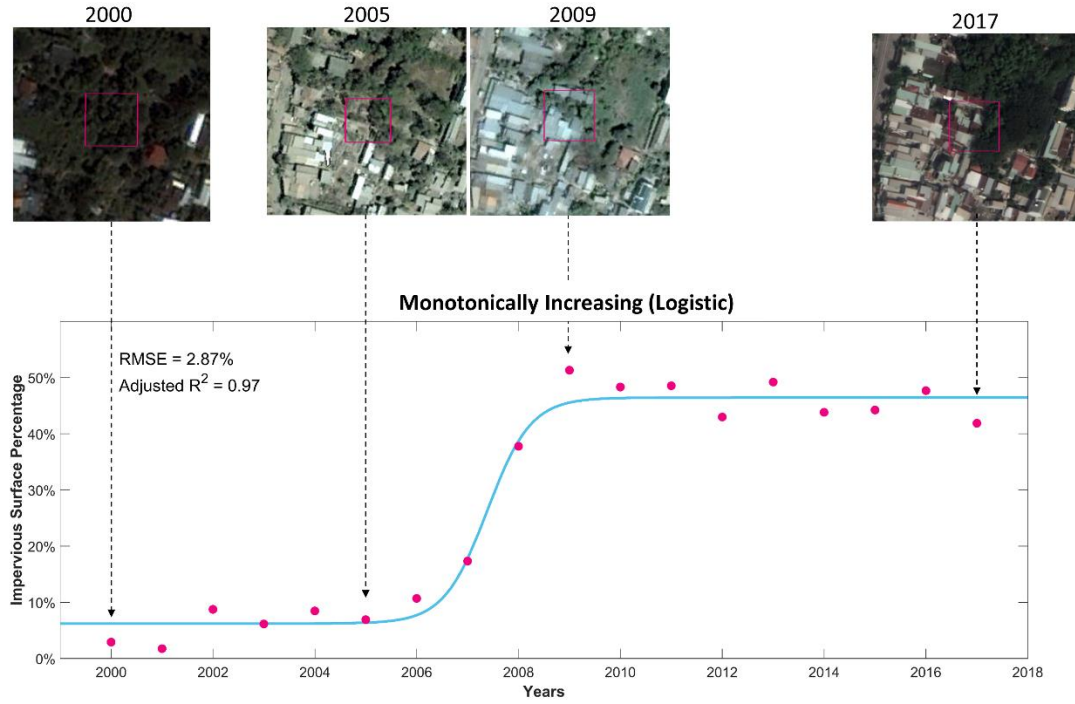 2000
2005
2009
2017
Monotonically Increasing (Logistic)
RMSE = 2.87%
Adjusted R² = 0.97
Impervious Surface Percentage
50%
40%
30%
20%
10%
0%
2000 2002 2004 2006 2008 2010 2012 2014 2016 2018
Years